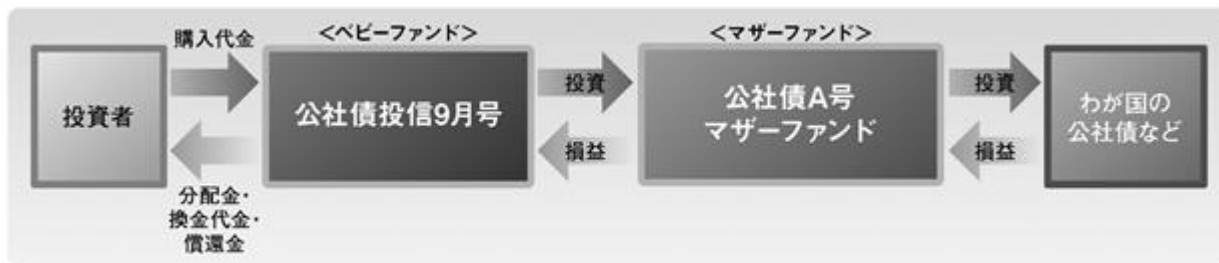 購入代金
<ベビーファンド>
<マザーファンド>
投資者
公社債投信9月号
投資
公社債A号
マザーファンド
投資
わが国の
公社債など
損益
損益
分配金・
換金代金・
償還金